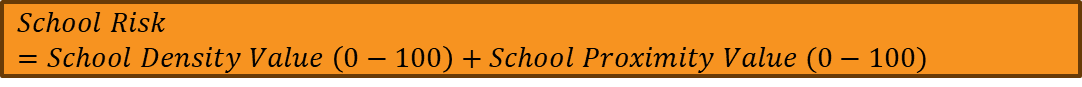 School Risk
= School Density Value (0 − 100) + School Proximity Value (0 − 100)